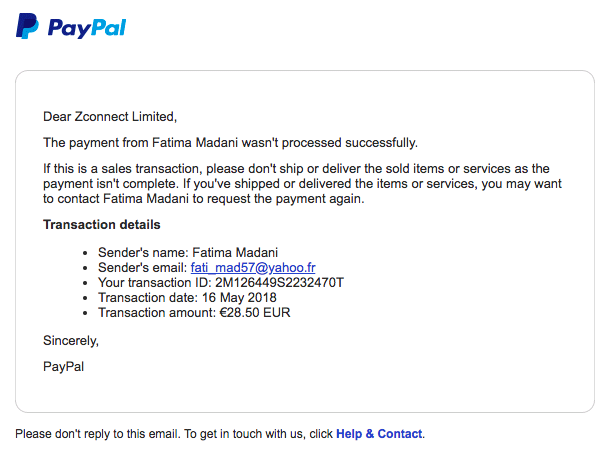 PayPal
Dear Zconnect Limited,
The payment from Fatima Madani wasn't processed successfully.
If this is a sales transaction, please don't ship or deliver the sold items or services as the
payment isn't complete. If you've shipped or delivered the items or services, you may want
to contact Fatima Madani to request the payment again.
Transaction details
• Sender's name: Fatima Madani
• Sender's email: fati_mad57@yahoo.fr
• Your transaction ID: 2M126449S2232470T
• Transaction date: 16 May 2018
• Transaction amount: €28.50 EUR
Sincerely,
PayPal
Please don't reply to this email. To get in touch with us, click Help & Contact.